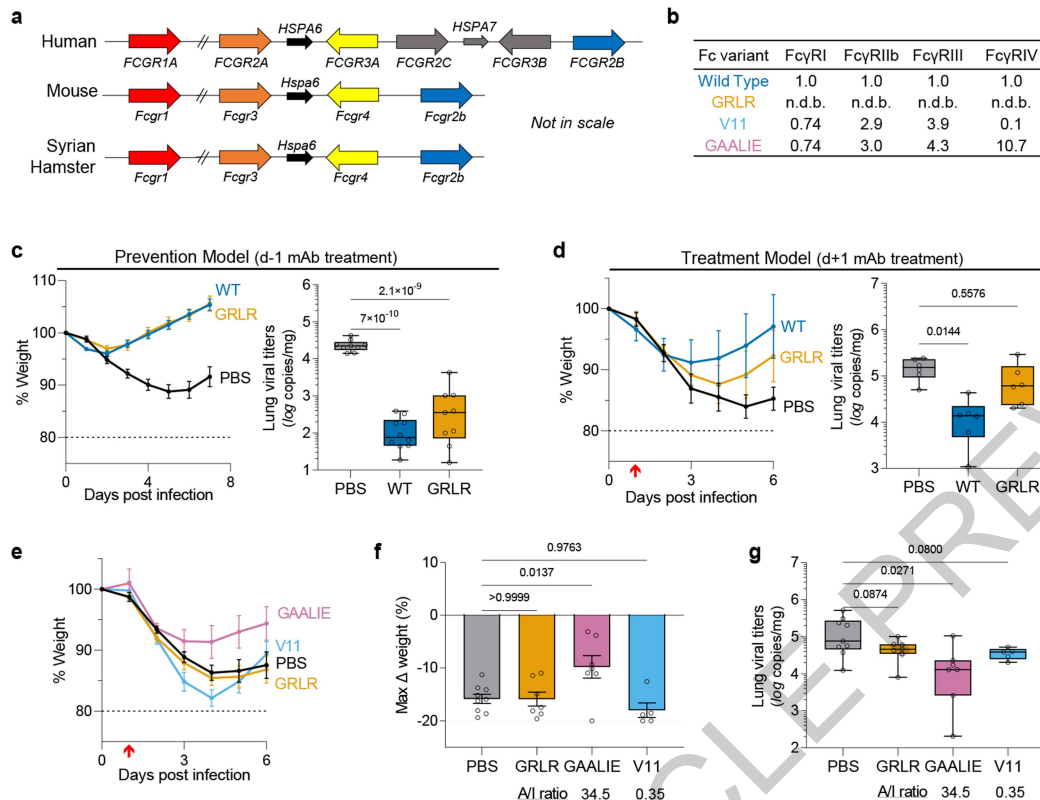 a
Human
HSPA6
HSPA7
FCGR1A
FCGR2A
FCGR3A
FCGR2C
FCGR3B
FCGR2B
Mouse
Hspa6
Fcgr1
Fcgr3
Fcgr4
Fcgr2b
Not in scale
Syrian
Hamster
Hspa6
Fcgr1
Fcgr3
Fcgr4
Fcgr2b
b
Fc variant FcγRI FcγRIIb FcγRIII FcγRIV
Wild Type 1.0 1.0 1.0 1.0
GRLR n.d.b. n.d.b. n.d.b. n.d.b.
V11 0.74 2.9 3.9 0.1
GAALIE 0.74 3.0 4.3 10.7
c
Prevention Model (d-1 mAb treatment)
% Weight
110
100
90
80
0 4 8
Days post infection
WT
GRLR
PBS
Lung viral titers
(log copies/mg)
6
5
4
3
2
1
2.1×10⁻⁹
7×10⁻¹⁰
PBS WT GRLR
d
Treatment Model (d+1 mAb treatment)
% Weight
100
90
80
0 3 6
Days post infection
WT
GRLR
PBS
Lung viral titers
(log copies/mg)
7
6
5
4
3
0.5576
0.0144
PBS WT GRLR
e
% Weight
100
90
80
0 3 6
Days post infection
GAALIE
V11
PBS
GRLR
f
Max Δ weight (%)
10
0
-10
-20
0.9763
0.0137
>0.9999
PBS GRLR GAALIE V11
A/I ratio 34.5 0.35
g
Lung viral titers
(log copies/mg)
7
6
5
4
3
2
0.0800
0.0271
0.0874
PBS GRLR GAALIE V11
A/I ratio 34.5 0.35